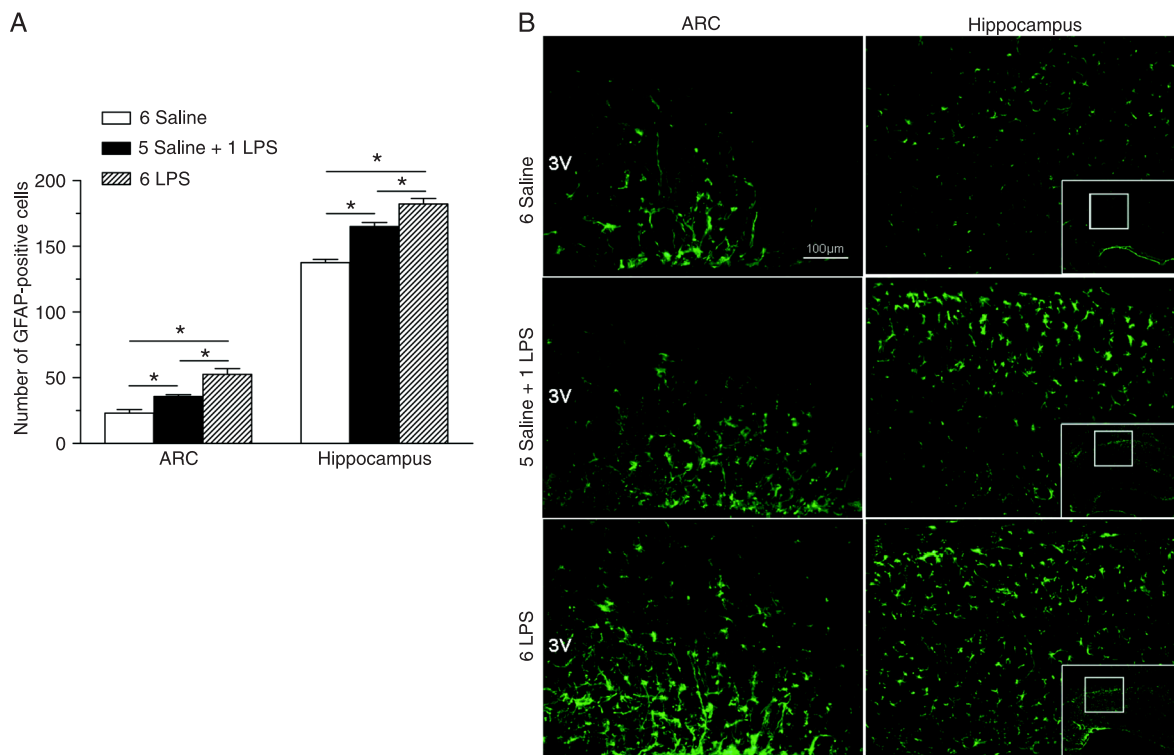 A
6 Saline
5 Saline + 1 LPS
6 LPS
Number of GFAP-positive cells
200
150
100
50
0
* * *
* * *
ARC Hippocampus
B
ARC Hippocampus
6 Saline
3V
100µm
5 Saline + 1 LPS
3V
6 LPS
3V